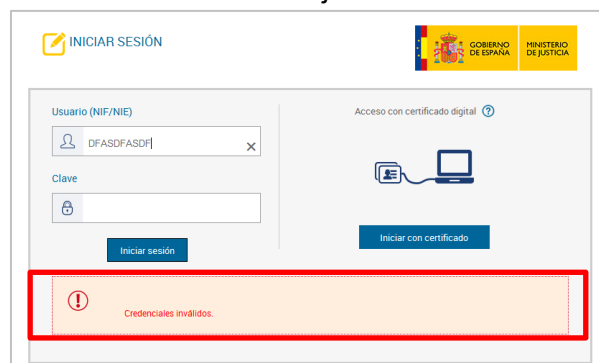 INICIAR SESIÓN
GOBIERNO
DE ESPAÑA
MINISTERIO
DE JUSTICIA
Usuario (NIF/NIE)
DFASDFASDF
Clave
Iniciar sesión
Acceso con certificado digital ?
Iniciar con certificado
Credenciales inválidos.